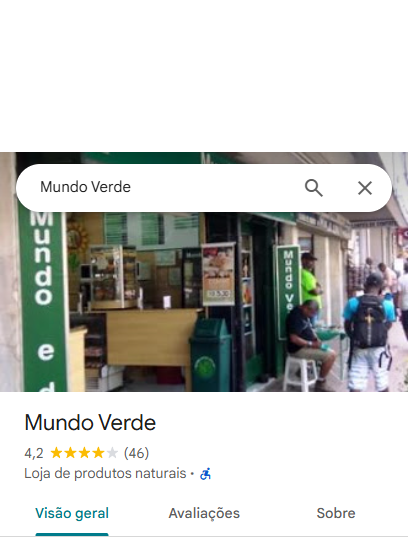 Mundo Verde
Mundo e
Mundo Ve
Mundo Verde
4,2 (46)
Loja de produtos naturais ·
Visão geral
Avaliações
Sobre